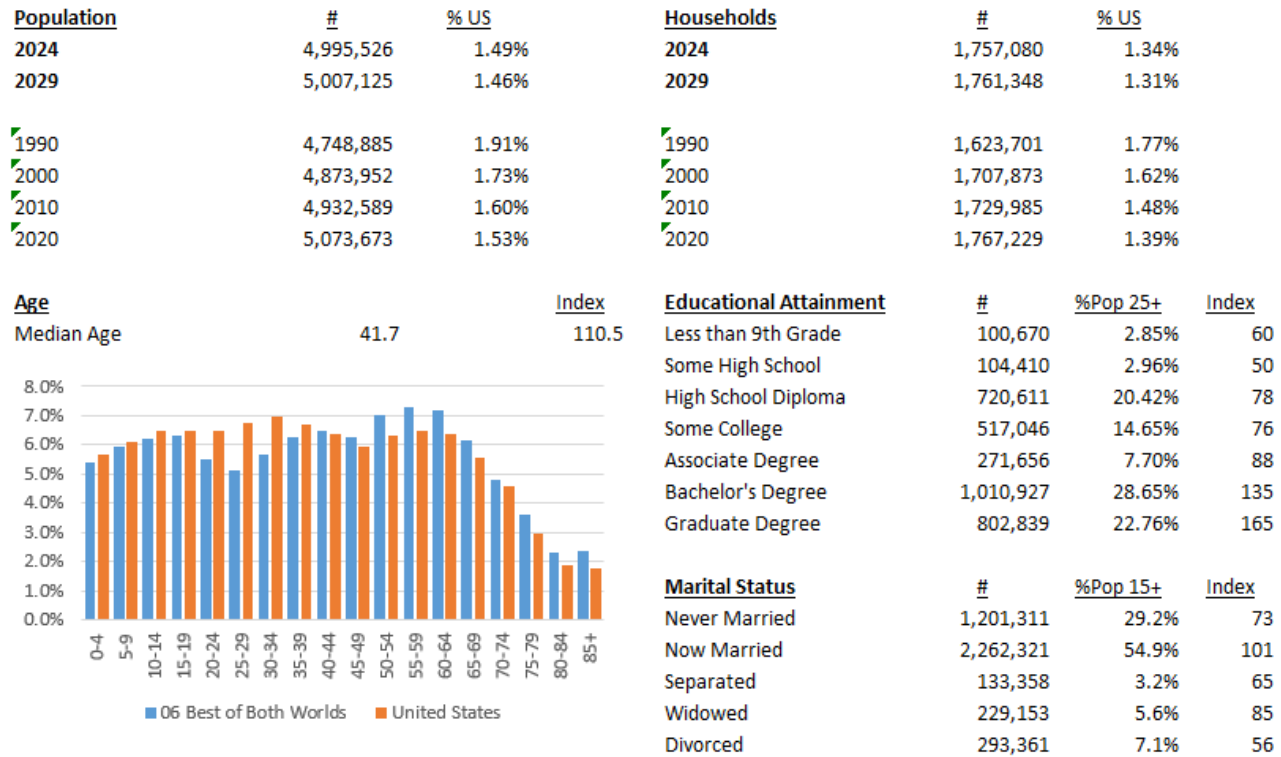 Population # % US
2024 4,995,526 1.49%
2029 5,007,125 1.46%
1990 4,748,885 1.91%
2000 4,873,952 1.73%
2010 4,932,589 1.60%
2020 5,073,673 1.53%
Households # % US
2024 1,757,080 1.34%
2029 1,761,348 1.31%
1990 1,623,701 1.77%
2000 1,707,873 1.62%
2010 1,729,985 1.48%
2020 1,767,229 1.39%
Age Index
Median Age 41.7 110.5
8.0%
7.0%
6.0%
5.0%
4.0%
3.0%
2.0%
1.0%
0.0%
0-4 5-9 10-14 15-19 20-24 25-29 30-34 35-39 40-44 45-49 50-54 55-59 60-64 65-69 70-74 75-79 80-84 85+
06 Best of Both Worlds United States
Educational Attainment # %Pop 25+ Index
Less than 9th Grade 100,670 2.85% 60
Some High School 104,410 2.96% 50
High School Diploma 720,611 20.42% 78
Some College 517,046 14.65% 76
Associate Degree 271,656 7.70% 88
Bachelor's Degree 1,010,927 28.65% 135
Graduate Degree 802,839 22.76% 165
Marital Status # %Pop 15+ Index
Never Married 1,201,311 29.2% 73
Now Married 2,262,321 54.9% 101
Separated 133,358 3.2% 65
Widowed 229,153 5.6% 85
Divorced 293,361 7.1% 56